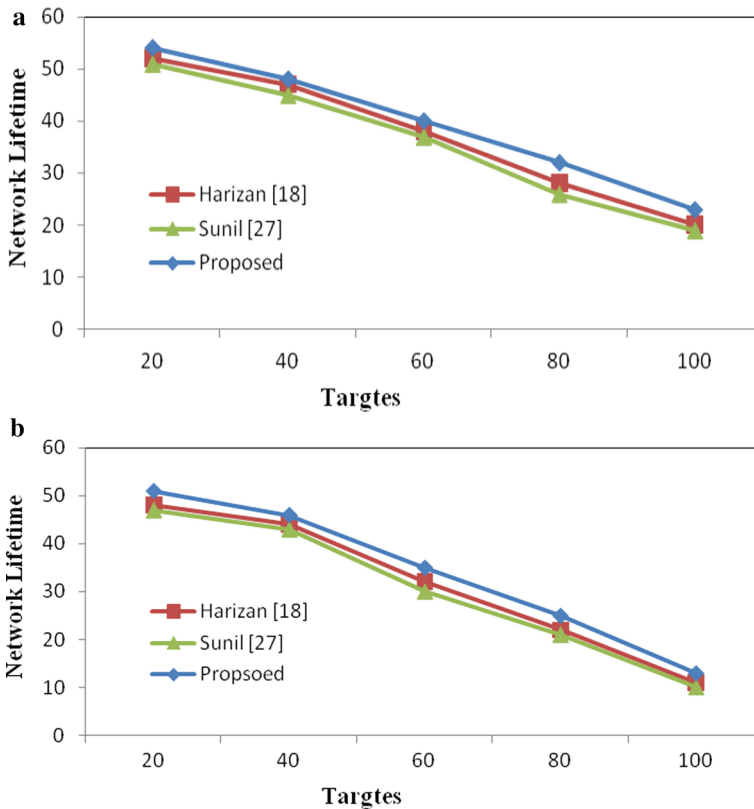 a
60
50
40
30
20
10
0
Network Lifetime
Harizan [18]
Sunil [27]
Proposed
20 40 60 80 100
Targtes
b
60
50
40
30
20
10
0
Network Lifetime
Harizan [18]
Sunil [27]
Propsoed
20 40 60 80 100
Targtes